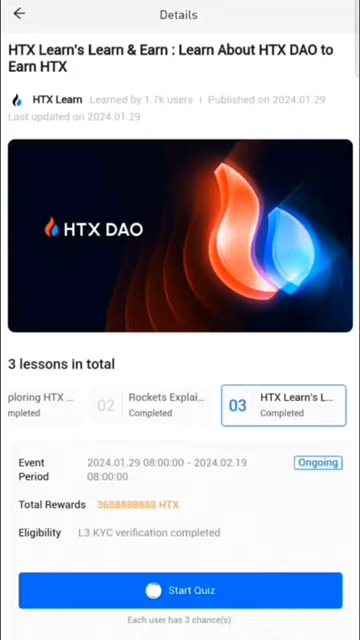 Details
HTX Learn's Learn & Earn : Learn About HTX DAO to
Earn HTX
HTX Learn Learned by 1.7k users | Published on 2024.01.29
Last updated on 2024.01.29
HTX DAO
3 lessons in total
ploring HTX ...
mpleted
02 Rockets Explai...
Completed
03 HTX Learn's L...
Completed
Event
Period
2024.01.29 08:00:00 - 2024.02.19
08:00:00
Ongoing
Total Rewards 3688888888 HTX
Eligibility L3 KYC verification completed
Start Quiz
Each user has 3 chance(s)